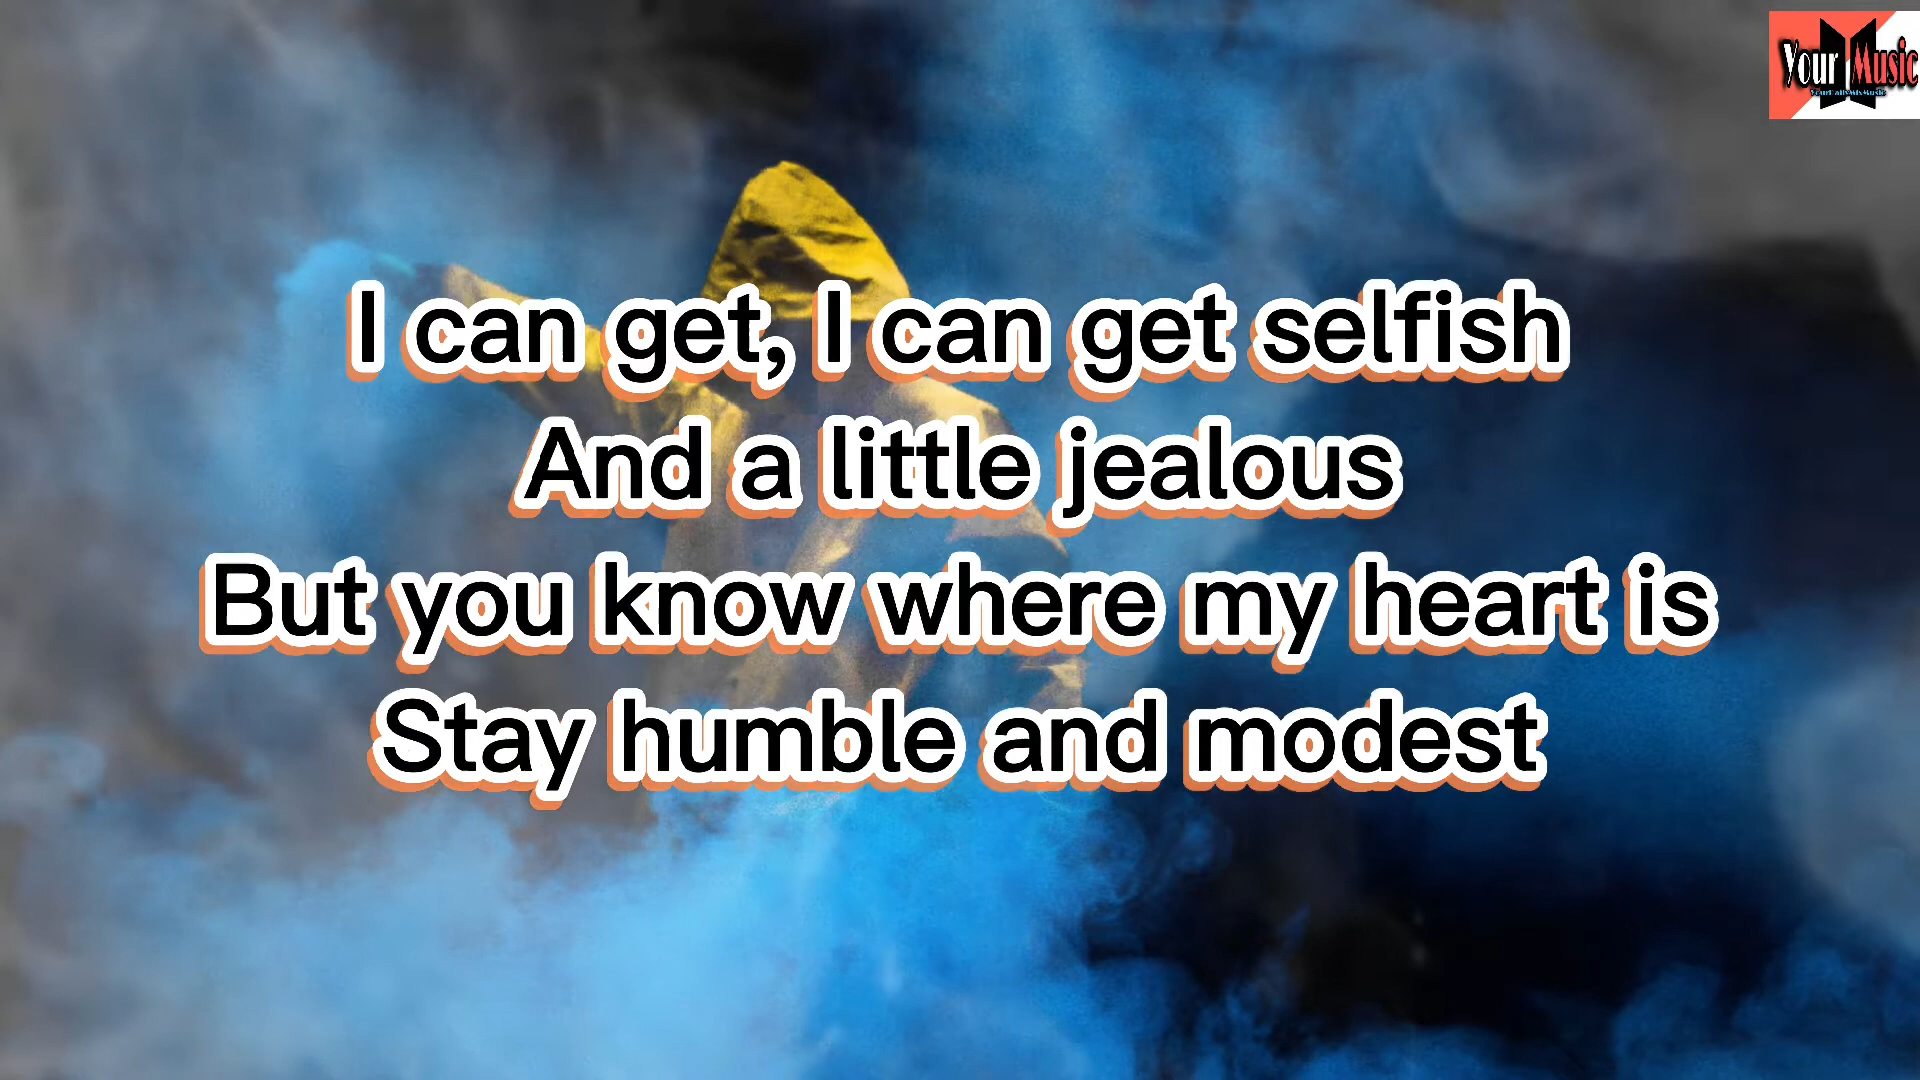 Your Music
I can get, I can get selfish
And a little jealous
But you know where my heart is
Stay humble and modest